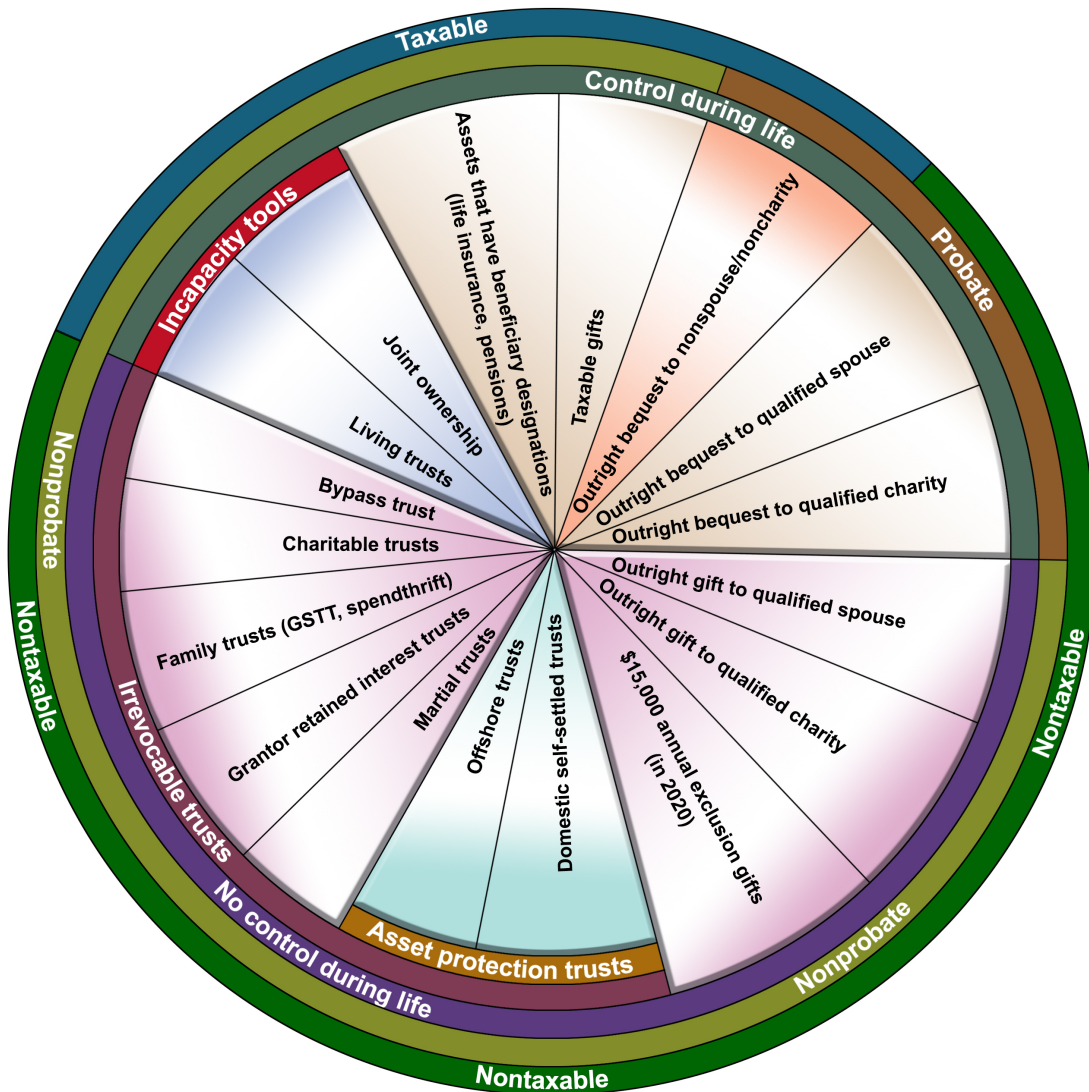 Taxable
Control during life
Probate
Nontaxable
Nonprobate
Nontaxable
No control during life
Nontaxable
Nonprobate
Incapacity tools
Irrevocable trusts
Asset protection trusts
Assets that have beneficiary designations
(life insurance, pensions)
Taxable gifts
Outright bequest to nonspouse/noncharity
Outright bequest to qualified spouse
Outright bequest to qualified charity
Outright gift to qualified spouse
Outright gift to qualified charity
$15,000 annual exclusion gifts
(in 2020)
Domestic self-settled trusts
Offshore trusts
Martial trusts
Grantor retained interest trusts
Family trusts (GSTT, spendthrift)
Charitable trusts
Bypass trust
Living trusts
Joint ownership